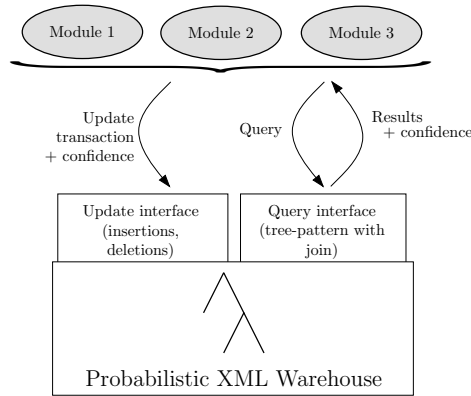 Module 1
Module 2
Module 3
Update
transaction
+ confidence
Query
Results
+ confidence
Update interface
(insertions,
deletions)
Query interface
(tree-pattern with
join)
Probabilistic XML Warehouse